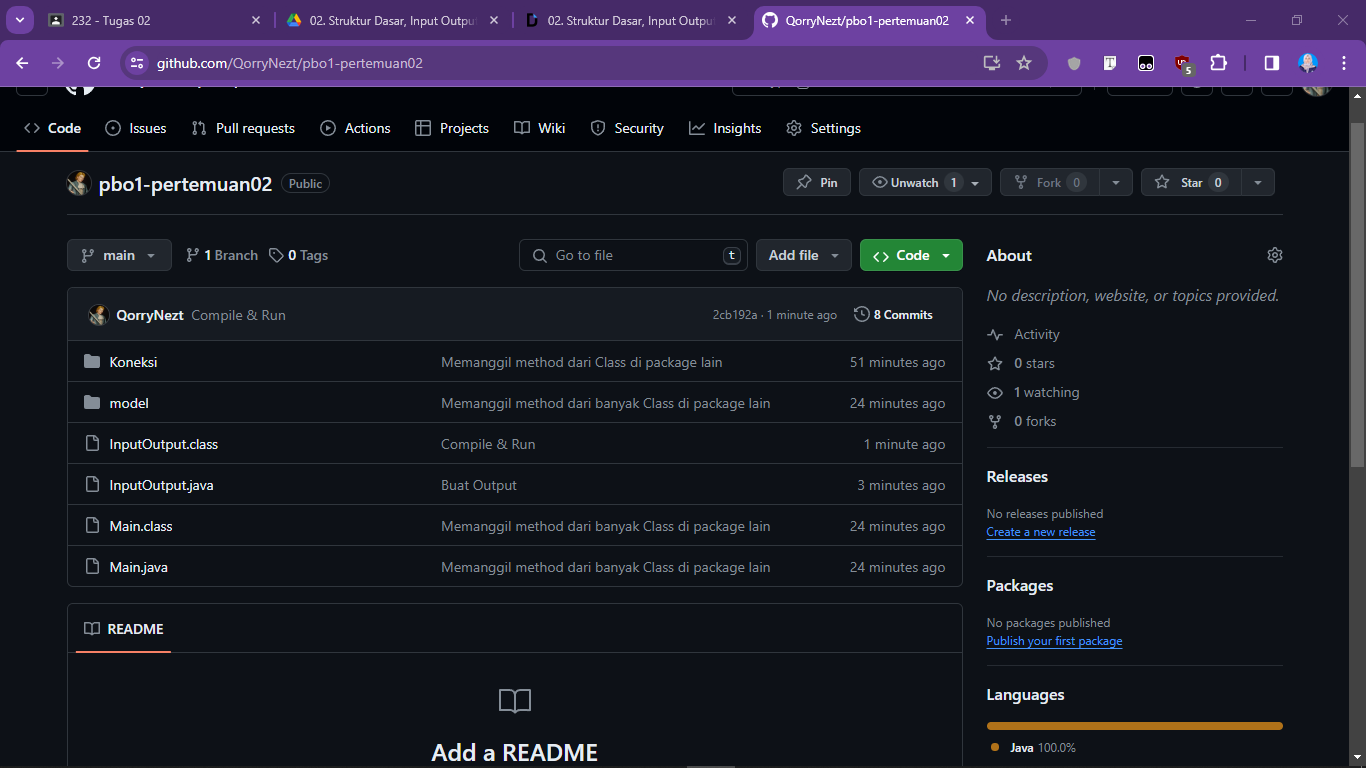 232 - Tugas 02
02. Struktur Dasar, Input Outpu
02. Struktur Dasar, Input Outpu
QorryNezt/pbo1-pertemuan02
github.com/QorryNezt/pbo1-pertemuan02
5
Code
Issues
Pull requests
Actions
Projects
Wiki
Security
Insights
Settings
pbo1-pertemuan02
Public
Pin
Unwatch 1
Fork 0
Star 0
main
1 Branch
0 Tags
Go to file
t
Add file
Code
About
No description, website, or topics provided.
QorryNezt Compile & Run
2cb192a · 1 minute ago
8 Commits
Koneksi
Memanggil method dari Class di package lain
51 minutes ago
model
Memanggil method dari banyak Class di package lain
24 minutes ago
InputOutput.class
Compile & Run
1 minute ago
InputOutput.java
Buat Output
3 minutes ago
Main.class
Memanggil method dari banyak Class di package lain
24 minutes ago
Main.java
Memanggil method dari banyak Class di package lain
24 minutes ago
Activity
0 stars
1 watching
0 forks
Releases
No releases published
Create a new release
Packages
No packages published
Publish your first package
Languages
Java 100.0%
README
Add a README